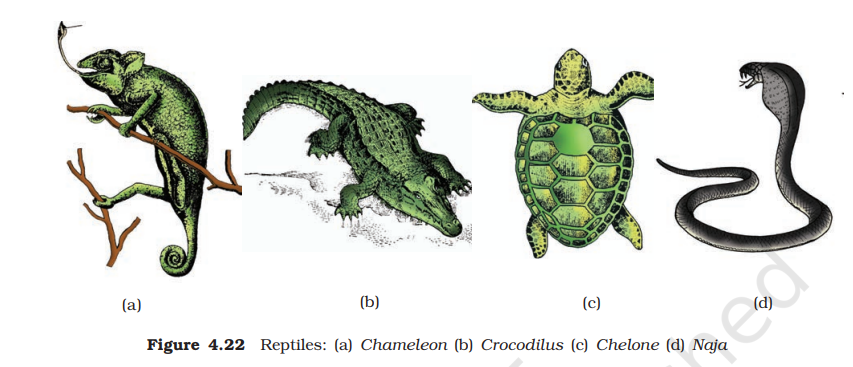 (a) (b) (c) (d)
Figure 4.22 Reptiles: (a) Chameleon (b) Crocodilus (c) Chelone (d) Naja